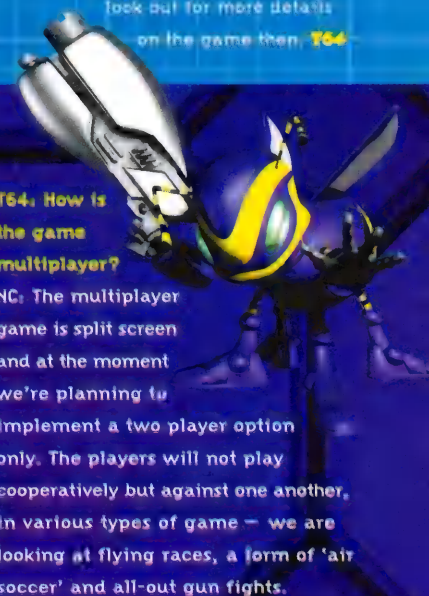 look out for more details
on the game then. T64
T64: How is
the game
multiplayer?
NC: The multiplayer
game is split screen
and at the moment
we're planning to
implement a two player option
only. The players will not play
cooperatively but against one another,
in various types of game – we are
looking at flying races, a form of 'air
soccer' and all-out gun fights.